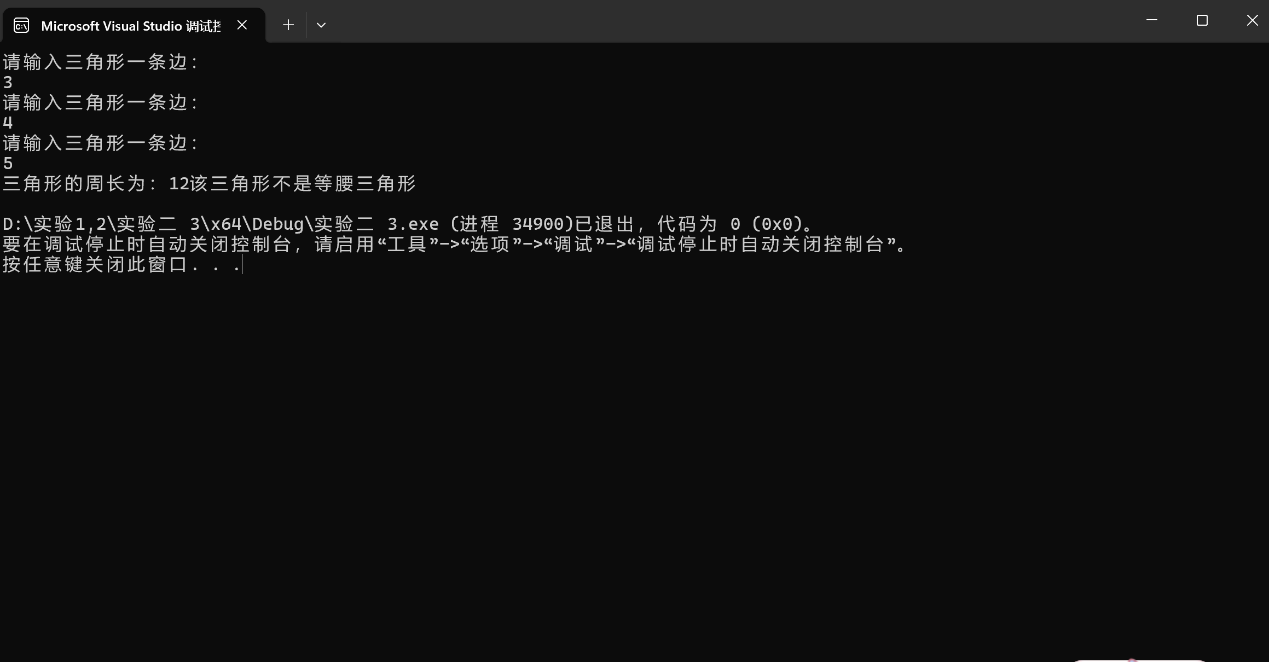 Microsoft Visual Studio 调试
请输入三角形一条边：
3
请输入三角形一条边：
4
请输入三角形一条边：
5
三角形的周长为：12该三角形不是等腰三角形
D:\实验1,2\实验二 3\x64\Debug\实验二 3.exe (进程 34900)已退出，代码为 0 (0x0)。
要在调试停止时自动关闭控制台，请启用“工具”->“选项”->“调试”->“调试停止时自动关闭控制台”。
按任意键关闭此窗口. . .